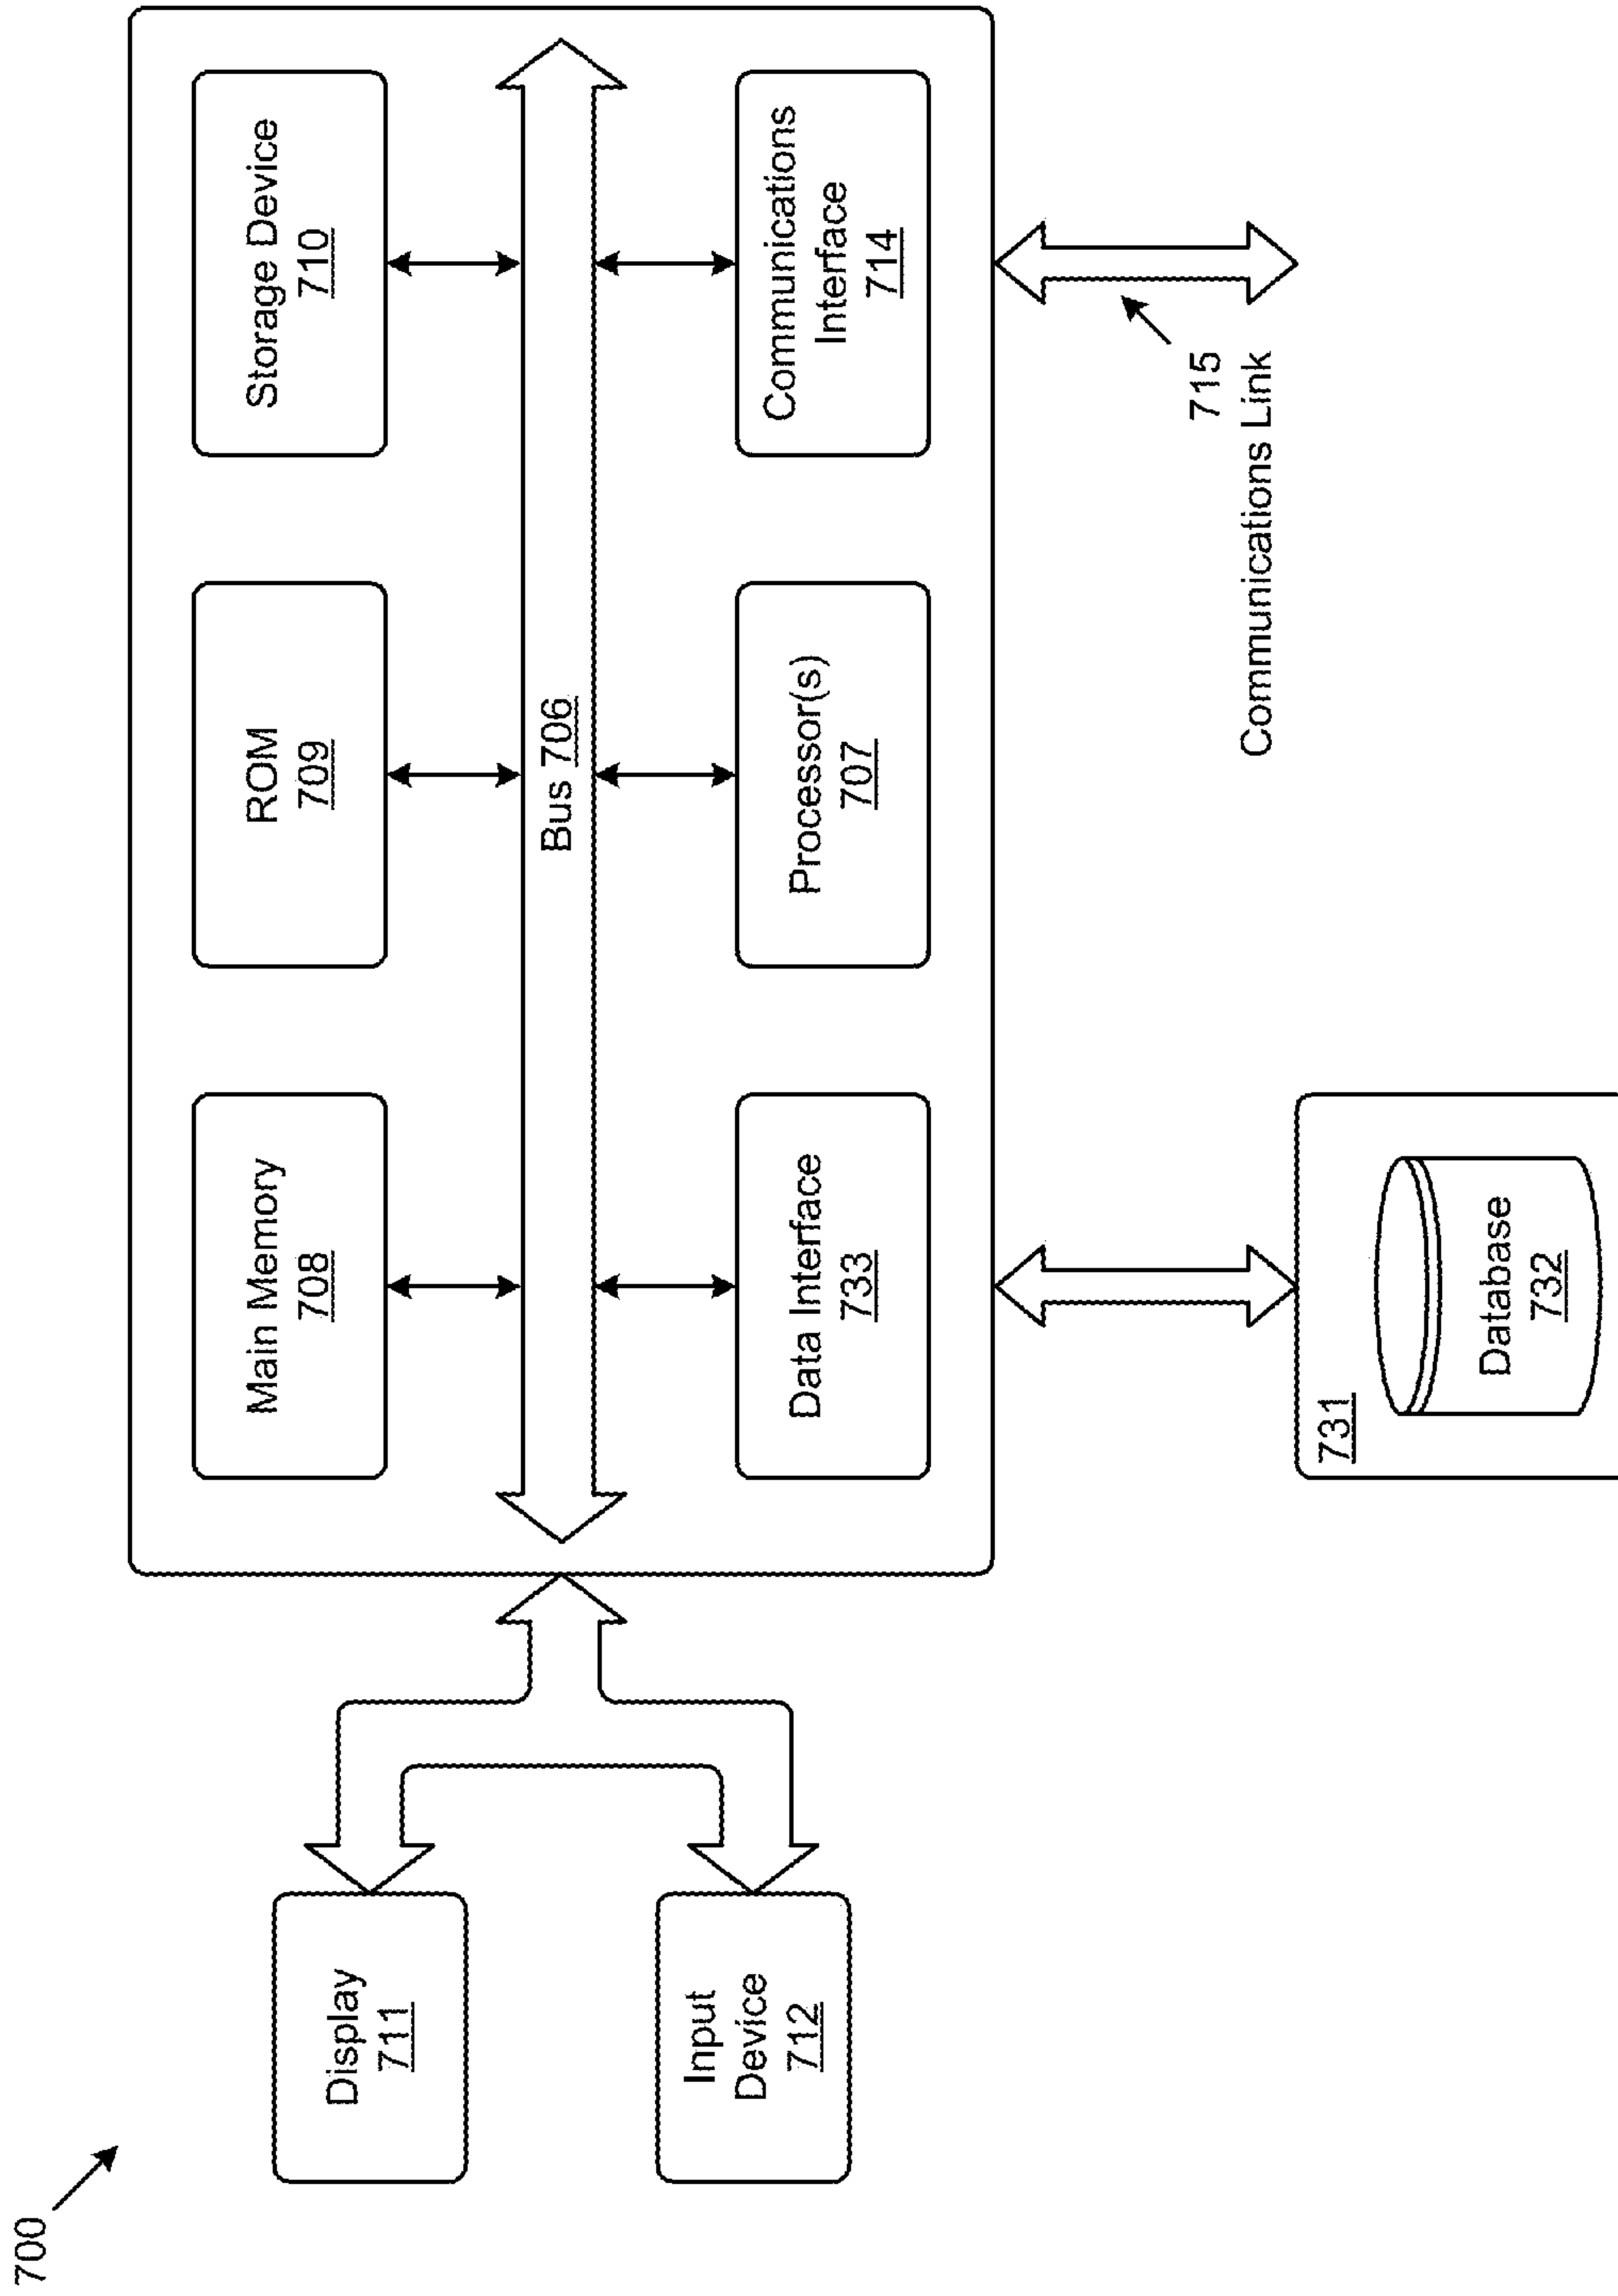 700
Display
711
Input
Device
712
Main Memory
708
ROM
709
Storage Device
710
Bus 706
Data Interface
733
Processor(s)
707
Communications
Interface
714
715
Communications Link
731
Database
732